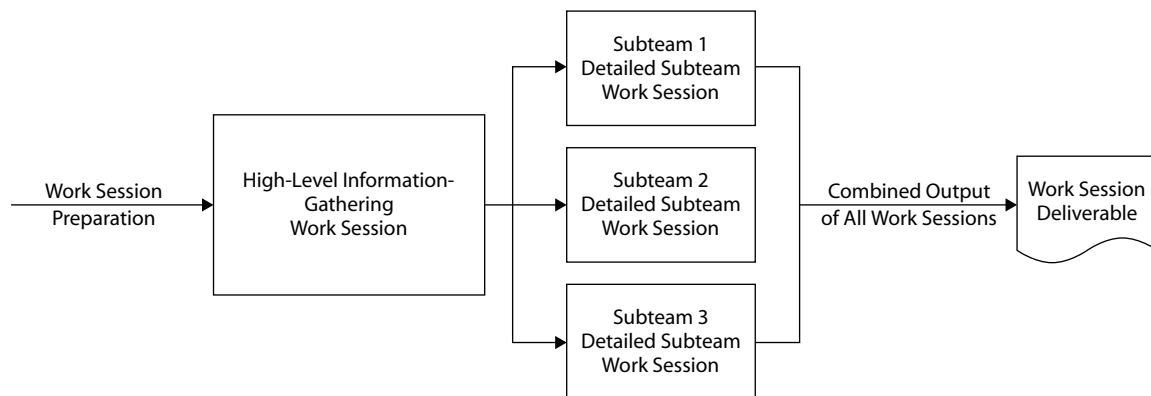 Work Session
Preparation
High-Level Information-
Gathering
Work Session
Subteam 1
Detailed Subteam
Work Session
Subteam 2
Detailed Subteam
Work Session
Subteam 3
Detailed Subteam
Work Session
Combined Output
of All Work Sessions
Work Session
Deliverable